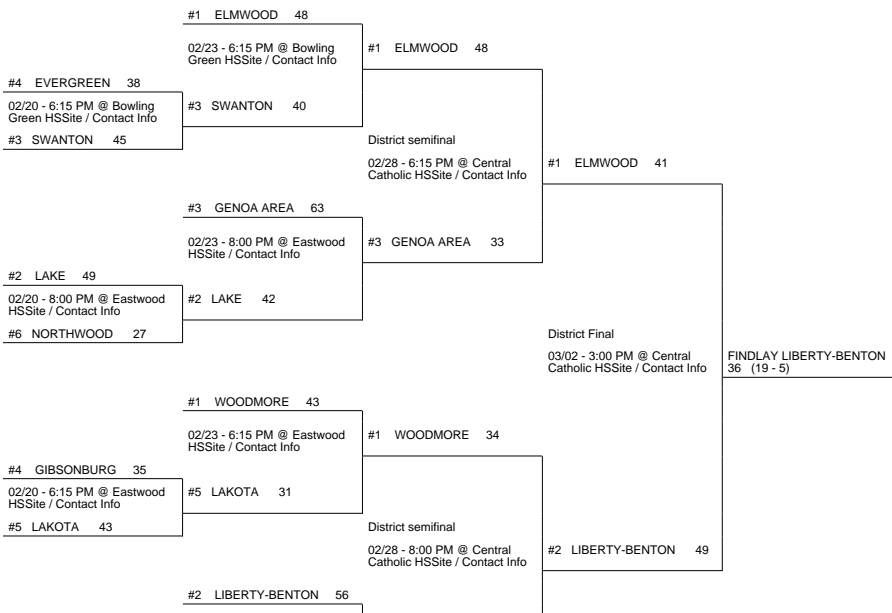 #1 ELMWOOD 48
02/23 - 6:15 PM @ Bowling
Green HSSite / Contact Info
#1 ELMWOOD 48
#4 EVERGREEN 38
02/20 - 6:15 PM @ Bowling
Green HSSite / Contact Info
#3 SWANTON 40
#3 SWANTON 45
District semifinal
02/28 - 6:15 PM @ Central
Catholic HSSite / Contact Info
#1 ELMWOOD 41
#3 GENOA AREA 63
02/23 - 8:00 PM @ Eastwood
HSSite / Contact Info
#3 GENOA AREA 33
#2 LAKE 49
02/20 - 8:00 PM @ Eastwood
HSSite / Contact Info
#2 LAKE 42
#6 NORTHWOOD 27
District Final
03/02 - 3:00 PM @ Central
Catholic HSSite / Contact Info
FINDLAY LIBERTY-BENTON
36 (19 - 5)
#1 WOODMORE 43
02/23 - 6:15 PM @ Eastwood
HSSite / Contact Info
#1 WOODMORE 34
#4 GIBSONBURG 35
02/20 - 6:15 PM @ Eastwood
HSSite / Contact Info
#5 LAKOTA 31
#5 LAKOTA 43
District semifinal
02/28 - 8:00 PM @ Central
Catholic HSSite / Contact Info
#2 LIBERTY-BENTON 49
#2 LIBERTY-BENTON 56